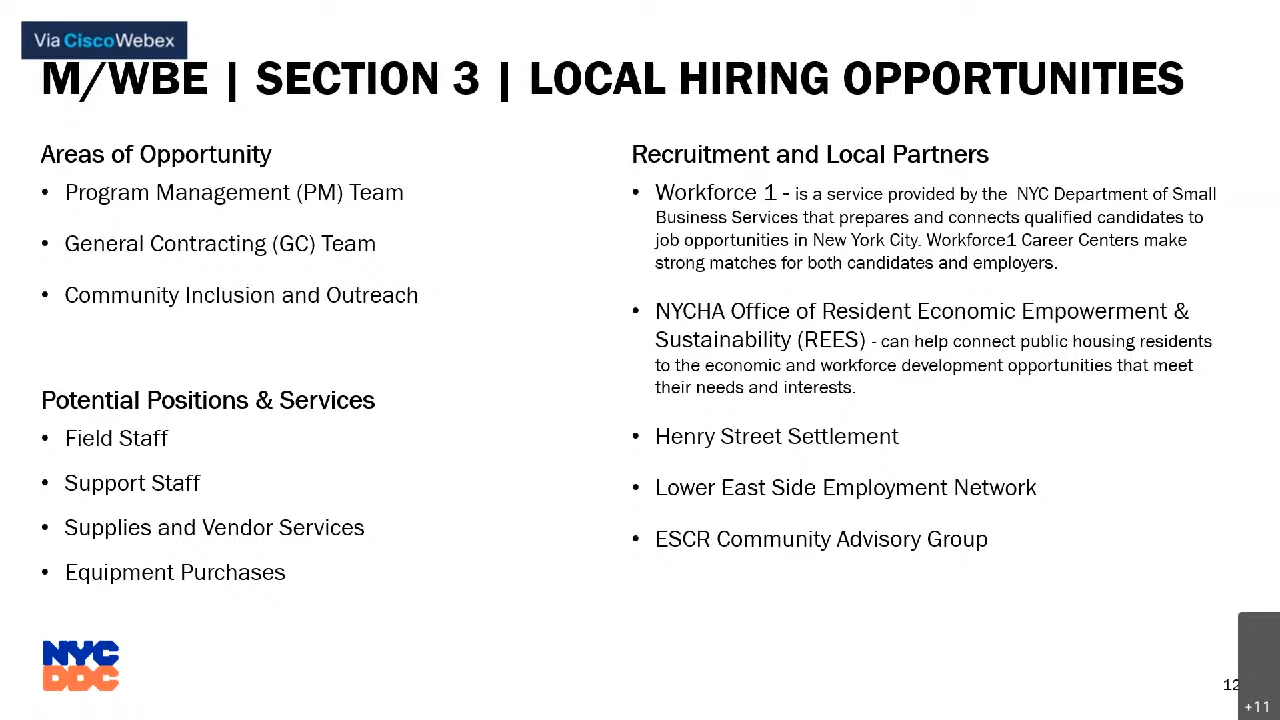 Via Cisco Webex
M/WBE | SECTION 3 | LOCAL HIRING OPPORTUNITIES
Areas of Opportunity
• Program Management (PM) Team
• General Contracting (GC) Team
• Community Inclusion and Outreach
Potential Positions & Services
• Field Staff
• Support Staff
• Supplies and Vendor Services
• Equipment Purchases
Recruitment and Local Partners
• Workforce 1 - is a service provided by the NYC Department of Small
Business Services that prepares and connects qualified candidates to
job opportunities in New York City. Workforce1 Career Centers make
strong matches for both candidates and employers.
• NYCHA Office of Resident Economic Empowerment &
Sustainability (REES) - can help connect public housing residents
to the economic and workforce development opportunities that meet
their needs and interests.
• Henry Street Settlement
• Lower East Side Employment Network
• ESCR Community Advisory Group
NYC
DDC
12
+11